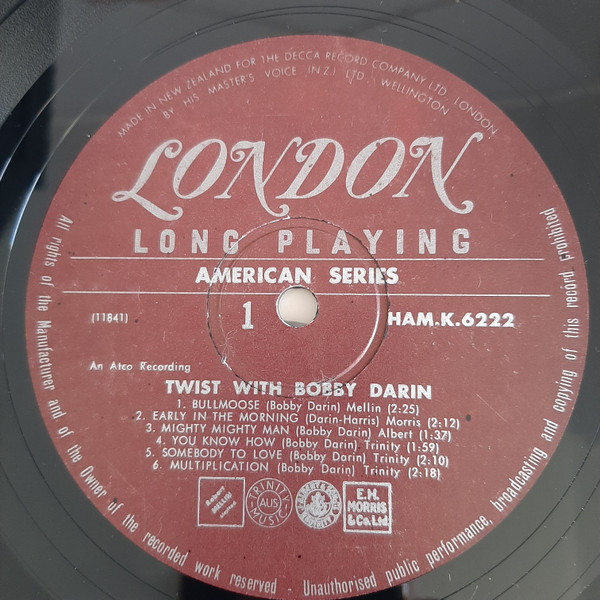 MADE IN NEW ZEALAND FOR THE DECCA RECORD COMPANY LTD LONDON
BY HIS MASTER'S VOICE (N.Z.) LTD. WELLINGTON
LONDON
LONG PLAYING
AMERICAN SERIES
(11841)
1
HAM.K.6222
An Atco Recording
TWIST WITH BOBBY DARIN
1. BULLMOOSE (Bobby Darin) Mellin (2:25)
2. EARLY IN THE MORNING (Darin-Harris) Morris (2:12)
3. MIGHTY MIGHTY MAN (Bobby Darin) Albert (1:37)
4. YOU KNOW HOW (Bobby Darin) Trinity (1:59)
5. SOMEBODY TO LOVE (Bobby Darin) Trinity (2:10)
6. MULTIPLICATION (Bobby Darin) Trinity (2:18)
Robert
MELLIN
Limited
TRINITY
AUS
MUSIC
E.H.
MORRIS
& Co. Ltd.
All rights of the Manufacturer and of the Owner of the recorded work reserved - Unauthorised public performance, broadcasting and copying of this record prohibited